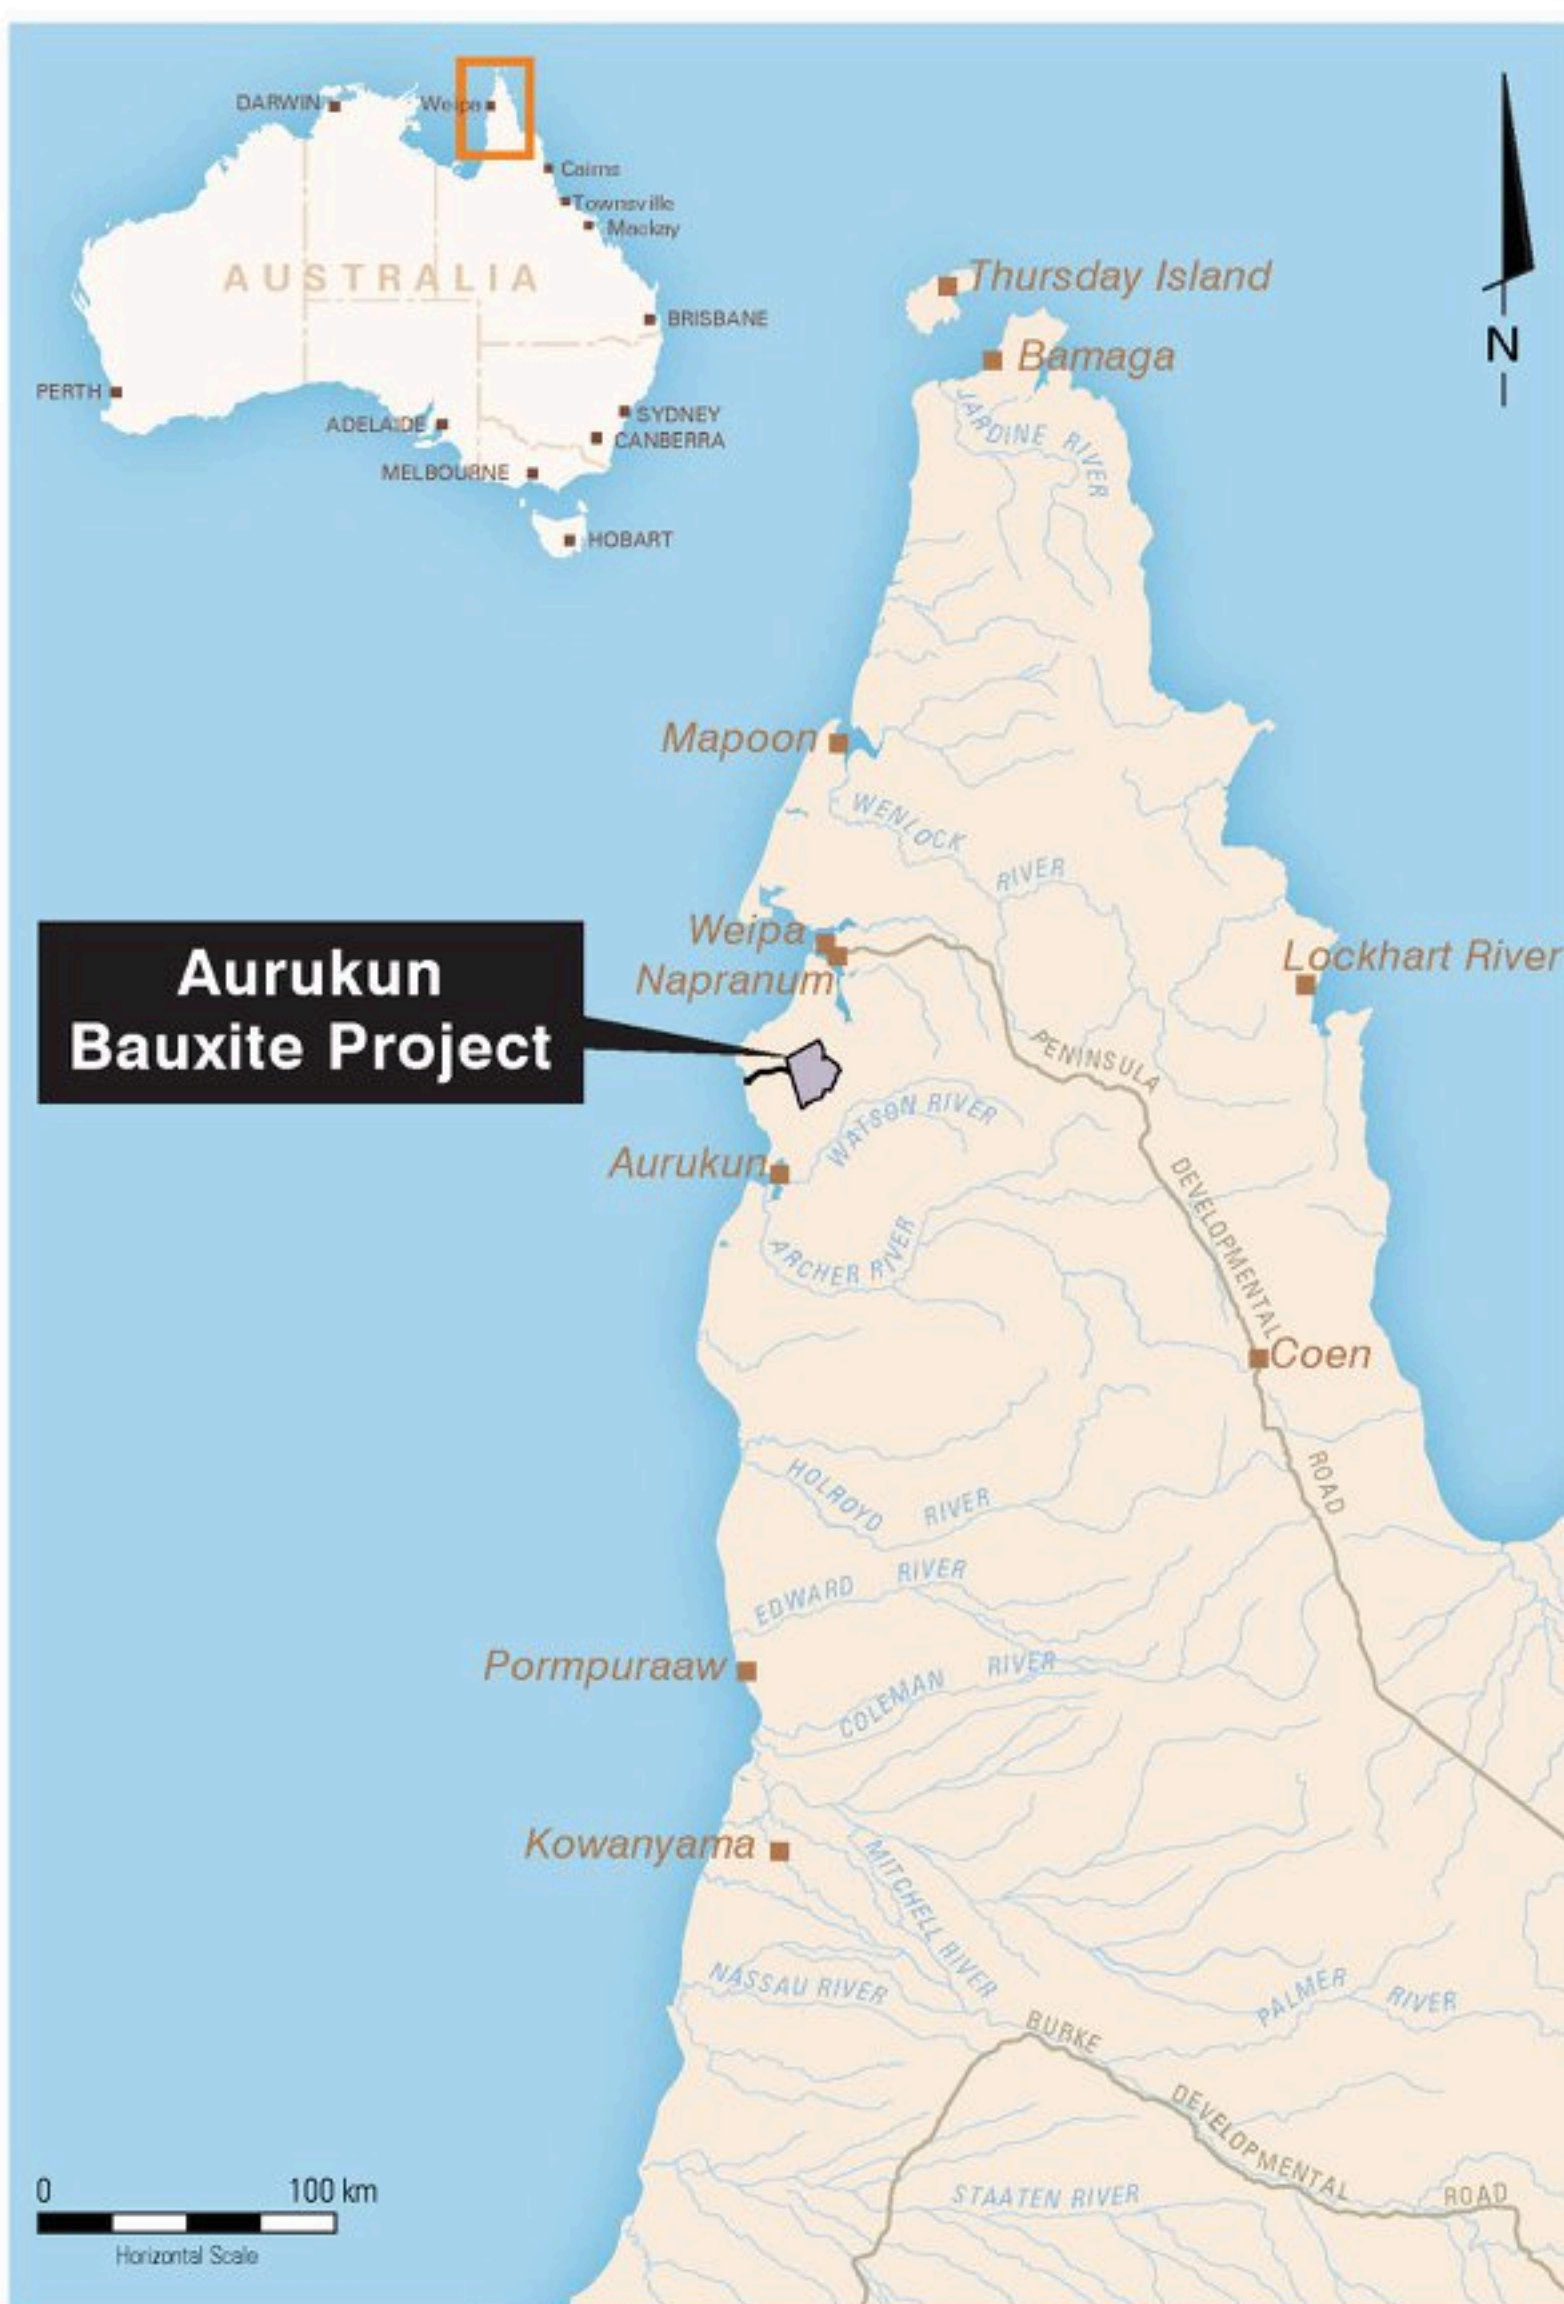 DARWIN
Weipa
Cairns
Townsville
Mackay
AUSTRALIA
BRISBANE
PERTH
ADELAIDE
SYDNEY
CANBERRA
MELBOURNE
HOBART
N
Thursday Island
Bamaga
JARDINE RIVER
Mapoon
WENLOCK RIVER
Weipa
Napranum
Lockhart River
Aurukun
Bauxite Project
PENINSULA DEVELOPMENTAL ROAD
WATSON RIVER
Aurukun
ARCHER RIVER
Coen
HOLROYD RIVER
EDWARD RIVER
Pormpuraaw
COLEMAN RIVER
Kowanyama
MITCHELL RIVER
NASSAU RIVER
PALMER RIVER
BURKE DEVELOPMENTAL ROAD
STAATEN RIVER
0 100 km
Horizontal Scale